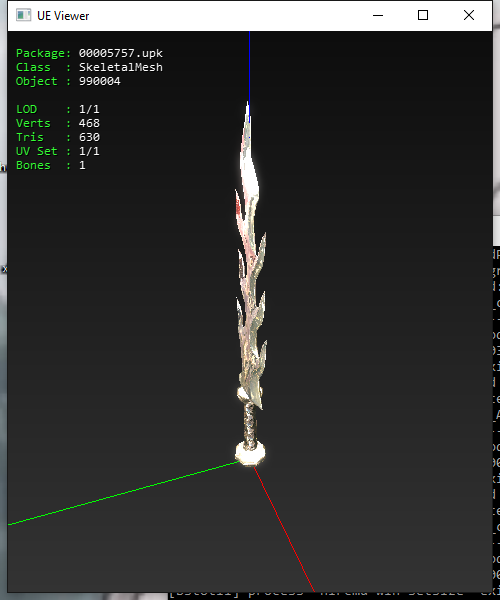 UE Viewer
Package: 00005757.upk
Class : SkeletalMesh
Object : 990004
LOD : 1/1
Verts : 468
Tris : 630
UV Set : 1/1
Bones : 1